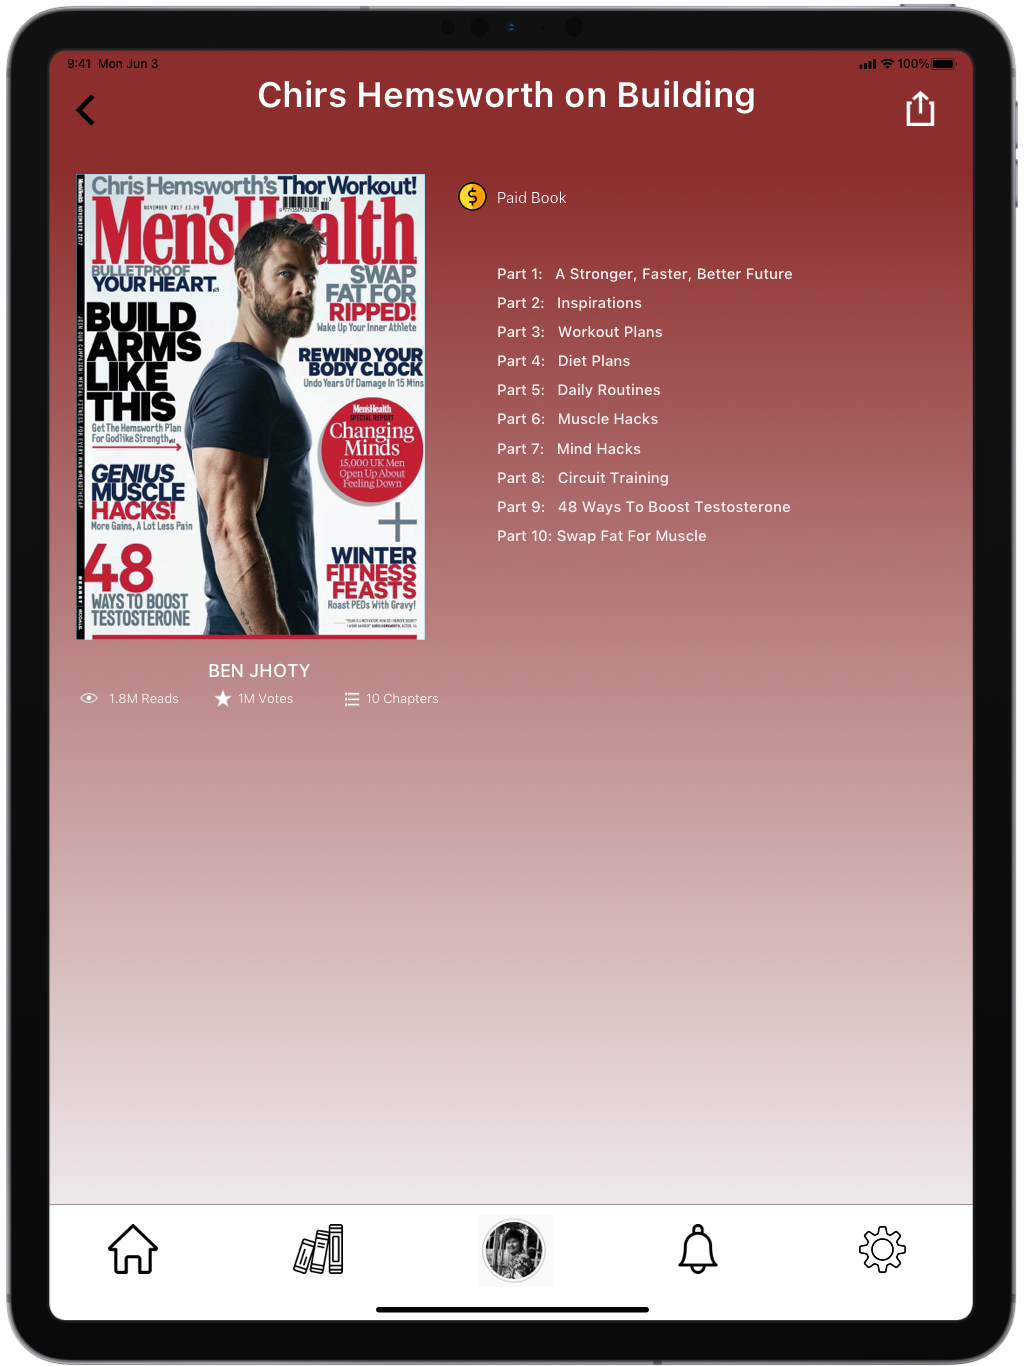 9:41 Mon Jun 3
100%
Chirs Hemsworth on Building
Chris Hemsworth's Thor Workout!
NOVEMBER 2017 £3.99
Men's Health
BULLETPROOF
YOUR HEART
SWAP
FAT FOR
RIPPED!
Wake Up Your Inner Athlete
BUILD
ARMS
LIKE
THIS
Get The Hemsworth Plan
For Godlike Strength
REWIND YOUR
BODY CLOCK
Undo Years Of Damage In 15 Mins
Men'sHealth
SPECIAL REPORT
Changing
Minds
15,000 UK Men
Open Up About
Feeling Down
GENIUS
MUSCLE
HACKS!
More Gains, A Lot Less Pain
+
48
WAYS TO BOOST
TESTOSTERONE
WINTER
FITNESS
FEASTS
Roast PEDs With Gravy!
Paid Book
Part 1: A Stronger, Faster, Better Future
Part 2: Inspirations
Part 3: Workout Plans
Part 4: Diet Plans
Part 5: Daily Routines
Part 6: Muscle Hacks
Part 7: Mind Hacks
Part 8: Circuit Training
Part 9: 48 Ways To Boost Testosterone
Part 10: Swap Fat For Muscle
BEN JHOTY
1.8M Reads
1M Votes
10 Chapters